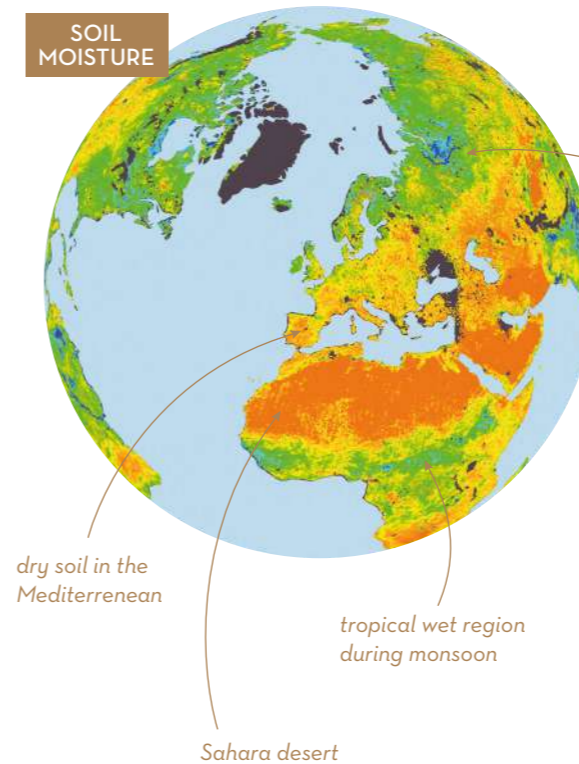 SOIL
MOISTURE
dry soil in the
Mediterrenean
tropical wet region
during monsoon
Sahara desert